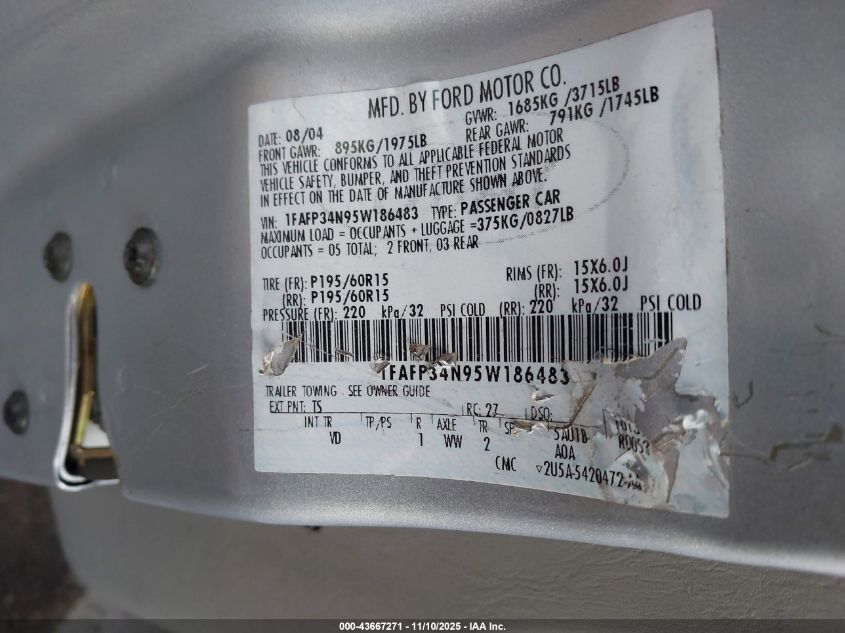 MFD. BY FORD MOTOR CO.
DATE: 08/04 GVWR: 1685KG /3715LB
FRONT GAWR: 895KG/1975LB REAR GAWR: 791KG /1745LB
THIS VEHICLE CONFORMS TO ALL APPLICABLE FEDERAL MOTOR
VEHICLE SAFETY, BUMPER, AND THEFT PREVENTION STANDARDS
IN EFFECT ON THE DATE OF MANUFACTURE SHOWN ABOVE.
VIN: 1FAFP34N95W186483 TYPE: PASSENGER CAR
MAXIMUM LOAD = OCCUPANTS + LUGGAGE =375KG/0827LB
OCCUPANTS = 05 TOTAL; 2 FRONT, 03 REAR
TIRE (FR): P195/60R15 RIMS (FR): 15X6.0J
(RR): P195/60R15 (RR): 15X6.0J
PRESSURE (FR): 220 kPa/32 PSI COLD (RR): 220 kPa/32 PSI COLD
1FAFP34N95W186483
TRAILER TOWING SEE OWNER GUIDE
EXT PNT: TS RC: 27 DSO:
INT TR TP/PS R AXLE TR SP
VD 1 WW 2 5AU1B
AOA
CMC ▽2U5A-5420472-AA
000-43667271 - 11/10/2025 - IAA Inc.